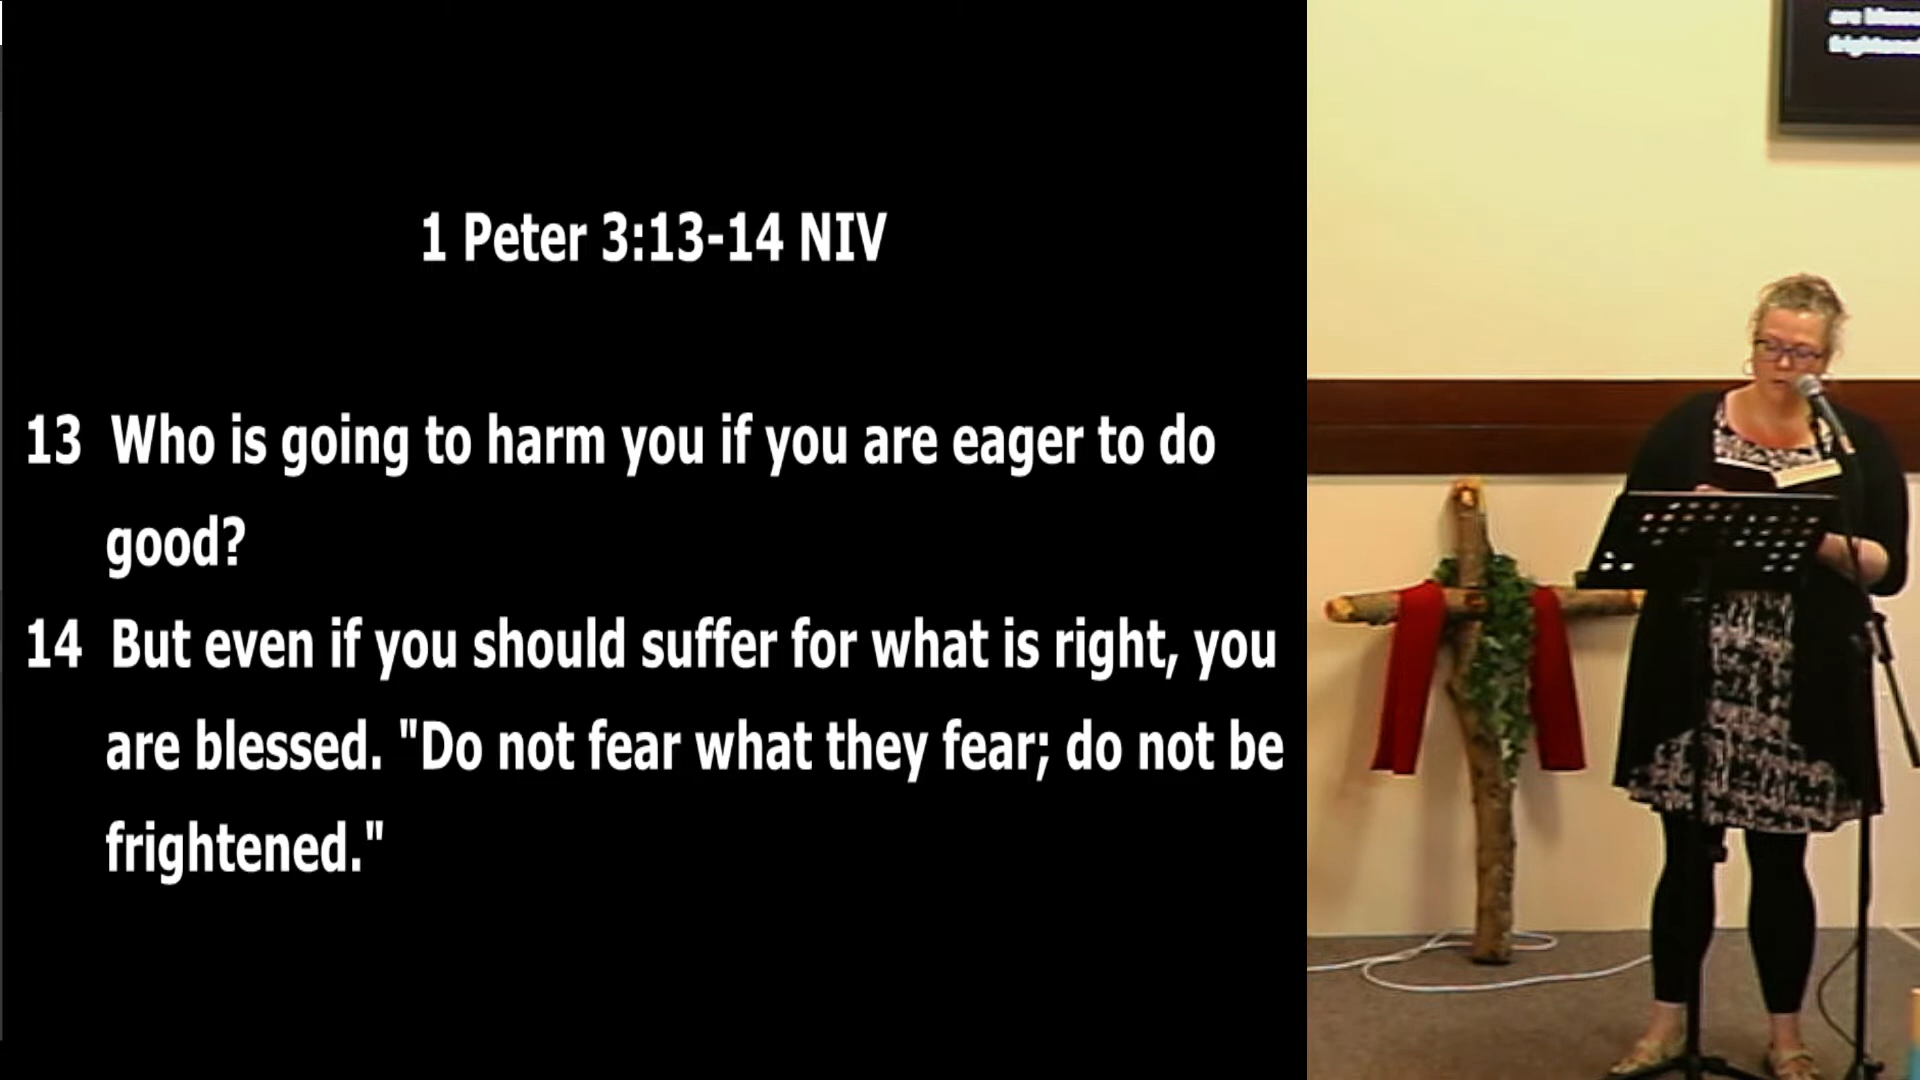 1 Peter 3:13-14 NIV
13 Who is going to harm you if you are eager to do
good?
14 But even if you should suffer for what is right, you
are blessed. "Do not fear what they fear; do not be
frightened."
are